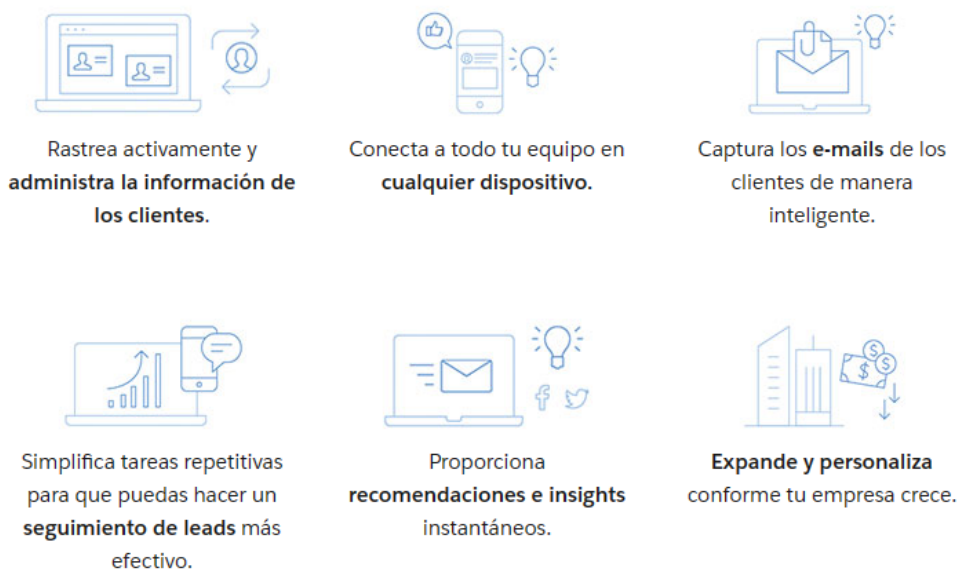 Rastrea activamente y
administra la información de
los clientes.
Conecta a todo tu equipo en
cualquier dispositivo.
Captura los e-mails de los
clientes de manera
inteligente.
Simplifica tareas repetitivas
para que puedas hacer un
seguimiento de leads más
efectivo.
Proporciona
recomendaciones e insights
instantáneos.
Expande y personaliza
conforme tu empresa crece.